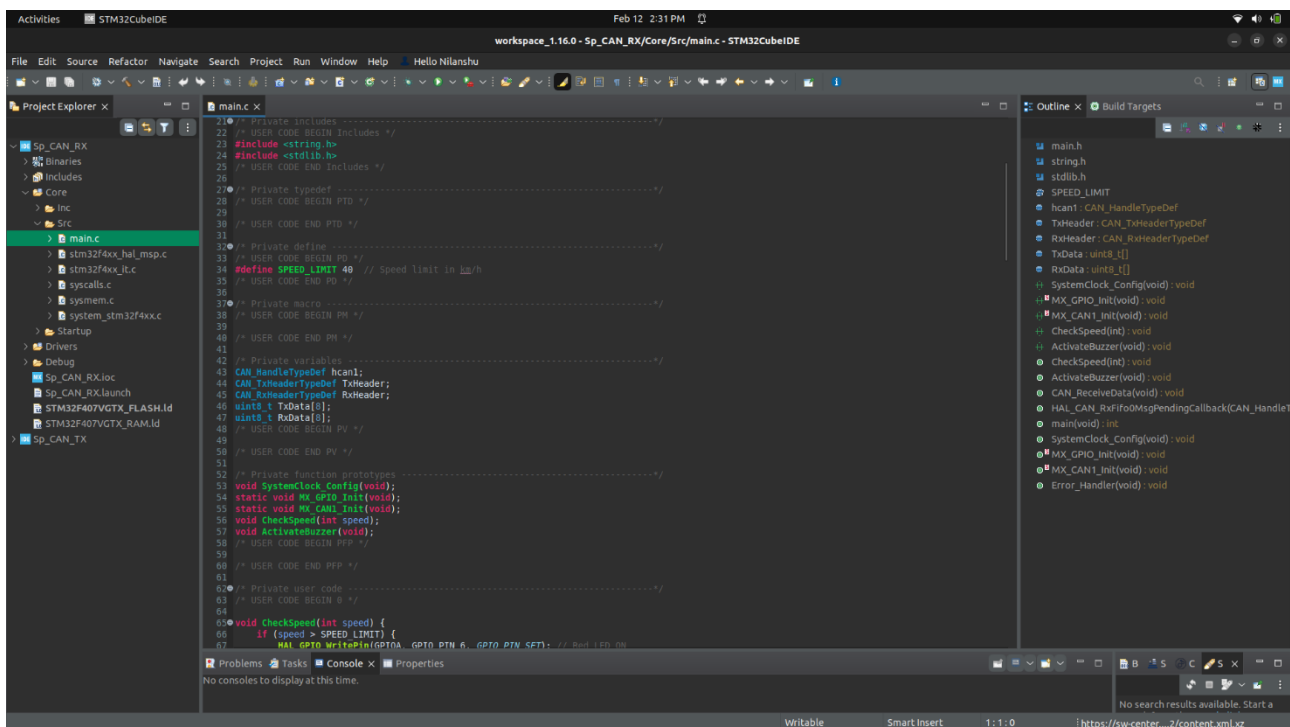 Activities STM32CubeIDE Feb 12 2:31 PM
workspace_1.16.0 - Sp_CAN_RX/Core/Src/main.c - STM32CubeIDE
File Edit Source Refactor Navigate Search Project Run Window Help Hello Nilanshu
Project Explorer
Sp_CAN_RX
Binaries
Includes
Core
Inc
Src
main.c
stm32f4xx_hal_msp.c
stm32f4xx_it.c
syscalls.c
sysmem.c
system_stm32f4xx.c
Startup
Drivers
Debug
Sp_CAN_RX.ioc
Sp_CAN_RX.launch
STM32F407VGTX_FLASH.ld
STM32F407VGTX_RAM.ld
Sp_CAN_TX
main.c
21 /* Private includes ----------------------------------------------------------*/
22 /* USER CODE BEGIN Includes */
23 #include <string.h>
24 #include <stdlib.h>
25 /* USER CODE END Includes */
26
27 /* Private typedef -----------------------------------------------------------*/
28 /* USER CODE BEGIN PTD */
29
30 /* USER CODE END PTD */
31
32 /* Private define ------------------------------------------------------------*/
33 /* USER CODE BEGIN PD */
34 #define SPEED_LIMIT 40 // Speed limit in km/h
35 /* USER CODE END PD */
36
37 /* Private macro -------------------------------------------------------------*/
38 /* USER CODE BEGIN PM */
39
40 /* USER CODE END PM */
41
42 /* Private variables ---------------------------------------------------------*/
43 CAN_HandleTypeDef hcan1;
44 CAN_TxHeaderTypeDef TxHeader;
45 CAN_RxHeaderTypeDef RxHeader;
46 uint8_t TxData[8];
47 uint8_t RxData[8];
48 /* USER CODE BEGIN PV */
49
50 /* USER CODE END PV */
51
52 /* Private function prototypes -----------------------------------------------*/
53 void SystemClock_Config(void);
54 static void MX_GPIO_Init(void);
55 static void MX_CAN1_Init(void);
56 void CheckSpeed(int speed);
57 void ActivateBuzzer(void);
58 /* USER CODE BEGIN PFP */
59
60 /* USER CODE END PFP */
61
62 /* Private user code ---------------------------------------------------------*/
63 /* USER CODE BEGIN 0 */
64
65 void CheckSpeed(int speed) {
66 if (speed > SPEED_LIMIT) {
67 HAL_GPIO_WritePin(GPIOA, GPIO_PIN_6, GPIO_PIN_SET); // Red LED ON
Outline Build Targets
main.h
string.h
stdlib.h
SPEED_LIMIT
hcan1 : CAN_HandleTypeDef
TxHeader : CAN_TxHeaderTypeDef
RxHeader : CAN_RxHeaderTypeDef
TxData : uint8_t[]
RxData : uint8_t[]
SystemClock_Config(void) : void
MX_GPIO_Init(void) : void
MX_CAN1_Init(void) : void
CheckSpeed(int) : void
ActivateBuzzer(void) : void
CheckSpeed(int) : void
ActivateBuzzer(void) : void
CAN_ReceiveData(void) : void
HAL_CAN_RxFifo0MsgPendingCallback(CAN_HandleT
main(void) : int
SystemClock_Config(void) : void
MX_GPIO_Init(void) : void
MX_CAN1_Init(void) : void
Error_Handler(void) : void
Problems Tasks Console Properties
No consoles to display at this time.
B S C S
No search results available. Start a
Writable Smart Insert 1:1:0 https://sw-center....2/content.xml.xz